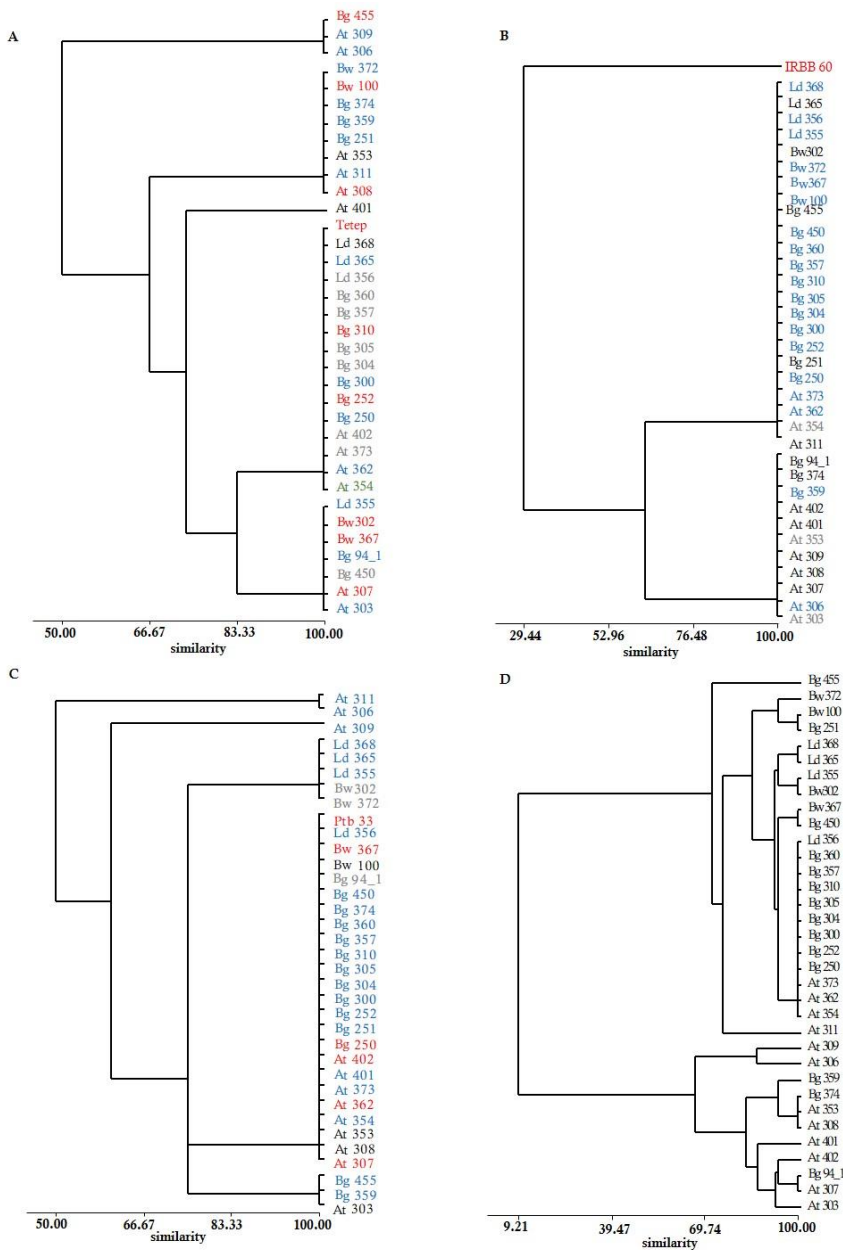 A
Bg 455
At 309
At 306
Bw 372
Bw 100
Bg 374
Bg 359
Bg 251
At 353
At 311
At 308
At 401
Tetep
Ld 368
Ld 365
Ld 356
Bg 360
Bg 357
Bg 310
Bg 305
Bg 304
Bg 300
Bg 252
Bg 250
At 402
At 373
At 362
At 354
Ld 355
Bw302
Bw 367
Bg 94_1
Bg 450
At 307
At 303
50.00 66.67 83.33 100.00
similarity
B
IRBB 60
Ld 368
Ld 365
Ld 356
Ld 355
Bw302
Bw372
Bw367
Bw100
Bg 455
Bg 450
Bg 360
Bg 357
Bg 310
Bg 305
Bg 304
Bg 300
Bg 252
Bg 251
Bg 250
At 373
At 362
At 354
At 311
Bg 94_1
Bg 374
Bg 359
At 402
At 401
At 353
At 309
At 308
At 307
At 306
At 303
29.44 52.96 76.48 100.00
similarity
C
At 311
At 306
At 309
Ld 368
Ld 365
Ld 355
Bw302
Bw 372
Ptb 33
Ld 356
Bw 367
Bw 100
Bg 94_1
Bg 450
Bg 374
Bg 360
Bg 357
Bg 310
Bg 305
Bg 304
Bg 300
Bg 252
Bg 251
Bg 250
At 402
At 401
At 373
At 362
At 354
At 353
At 308
At 307
Bg 455
Bg 359
At 303
50.00 66.67 83.33 100.00
similarity
D
Bg 455
Bw372
Bw100
Bg 251
Ld 368
Ld 365
Ld 355
Bw302
Bw367
Bg 450
Ld 356
Bg 360
Bg 357
Bg 310
Bg 305
Bg 304
Bg 300
Bg 252
Bg 250
At 373
At 362
At 354
At 311
At 309
At 306
Bg 359
Bg 374
At 353
At 308
At 401
At 402
Bg 94_1
At 307
At 303
9.21 39.47 69.74 100.00
similarity